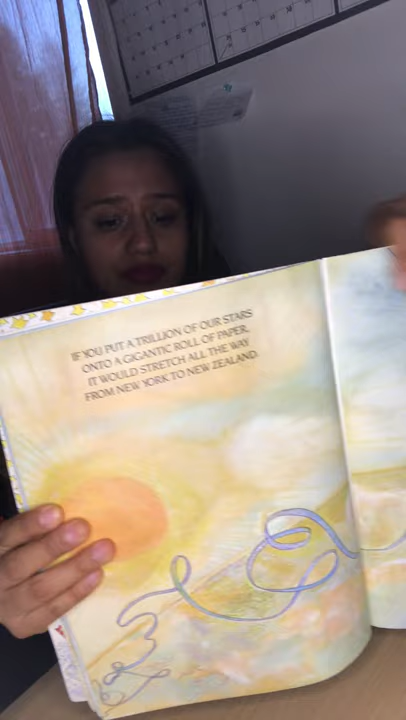 IF YOU PUT A TRILLION OF OUR STARS
ONTO A GIGANTIC ROLL OF PAPER,
IT WOULD STRETCH ALL THE WAY
FROM NEW YORK TO NEW ZEALAND.